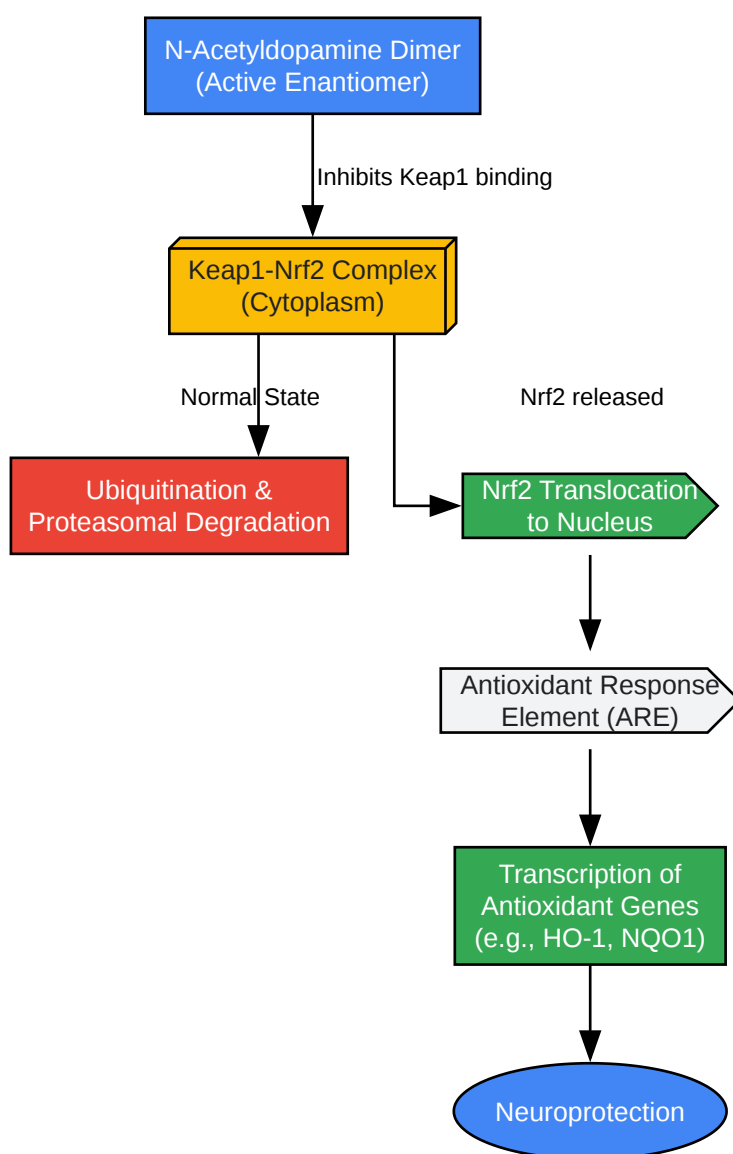 N-Acetyldopamine Dimer
(Active Enantiomer)
Inhibits Keap1 binding
Keap1-Nrf2 Complex
(Cytoplasm)
Normal State
Nrf2 released
Ubiquitination &
Proteasomal Degradation
Nrf2 Translocation
to Nucleus
Antioxidant Response
Element (ARE)
Transcription of
Antioxidant Genes
(e.g., HO-1, NQO1)
Neuroprotection